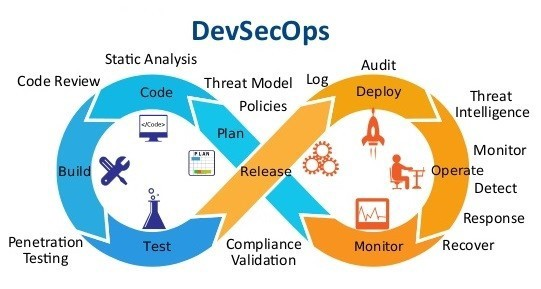 DevSecOps
Static Analysis
Code Review
Code
Threat Model
Policies
Log
Audit
Deploy
Threat
Intelligence
</Code>
Plan
PLAN
Build
Release
Operate
Monitor
Detect
Response
Recover
Penetration
Testing
Test
Compliance
Validation
Monitor